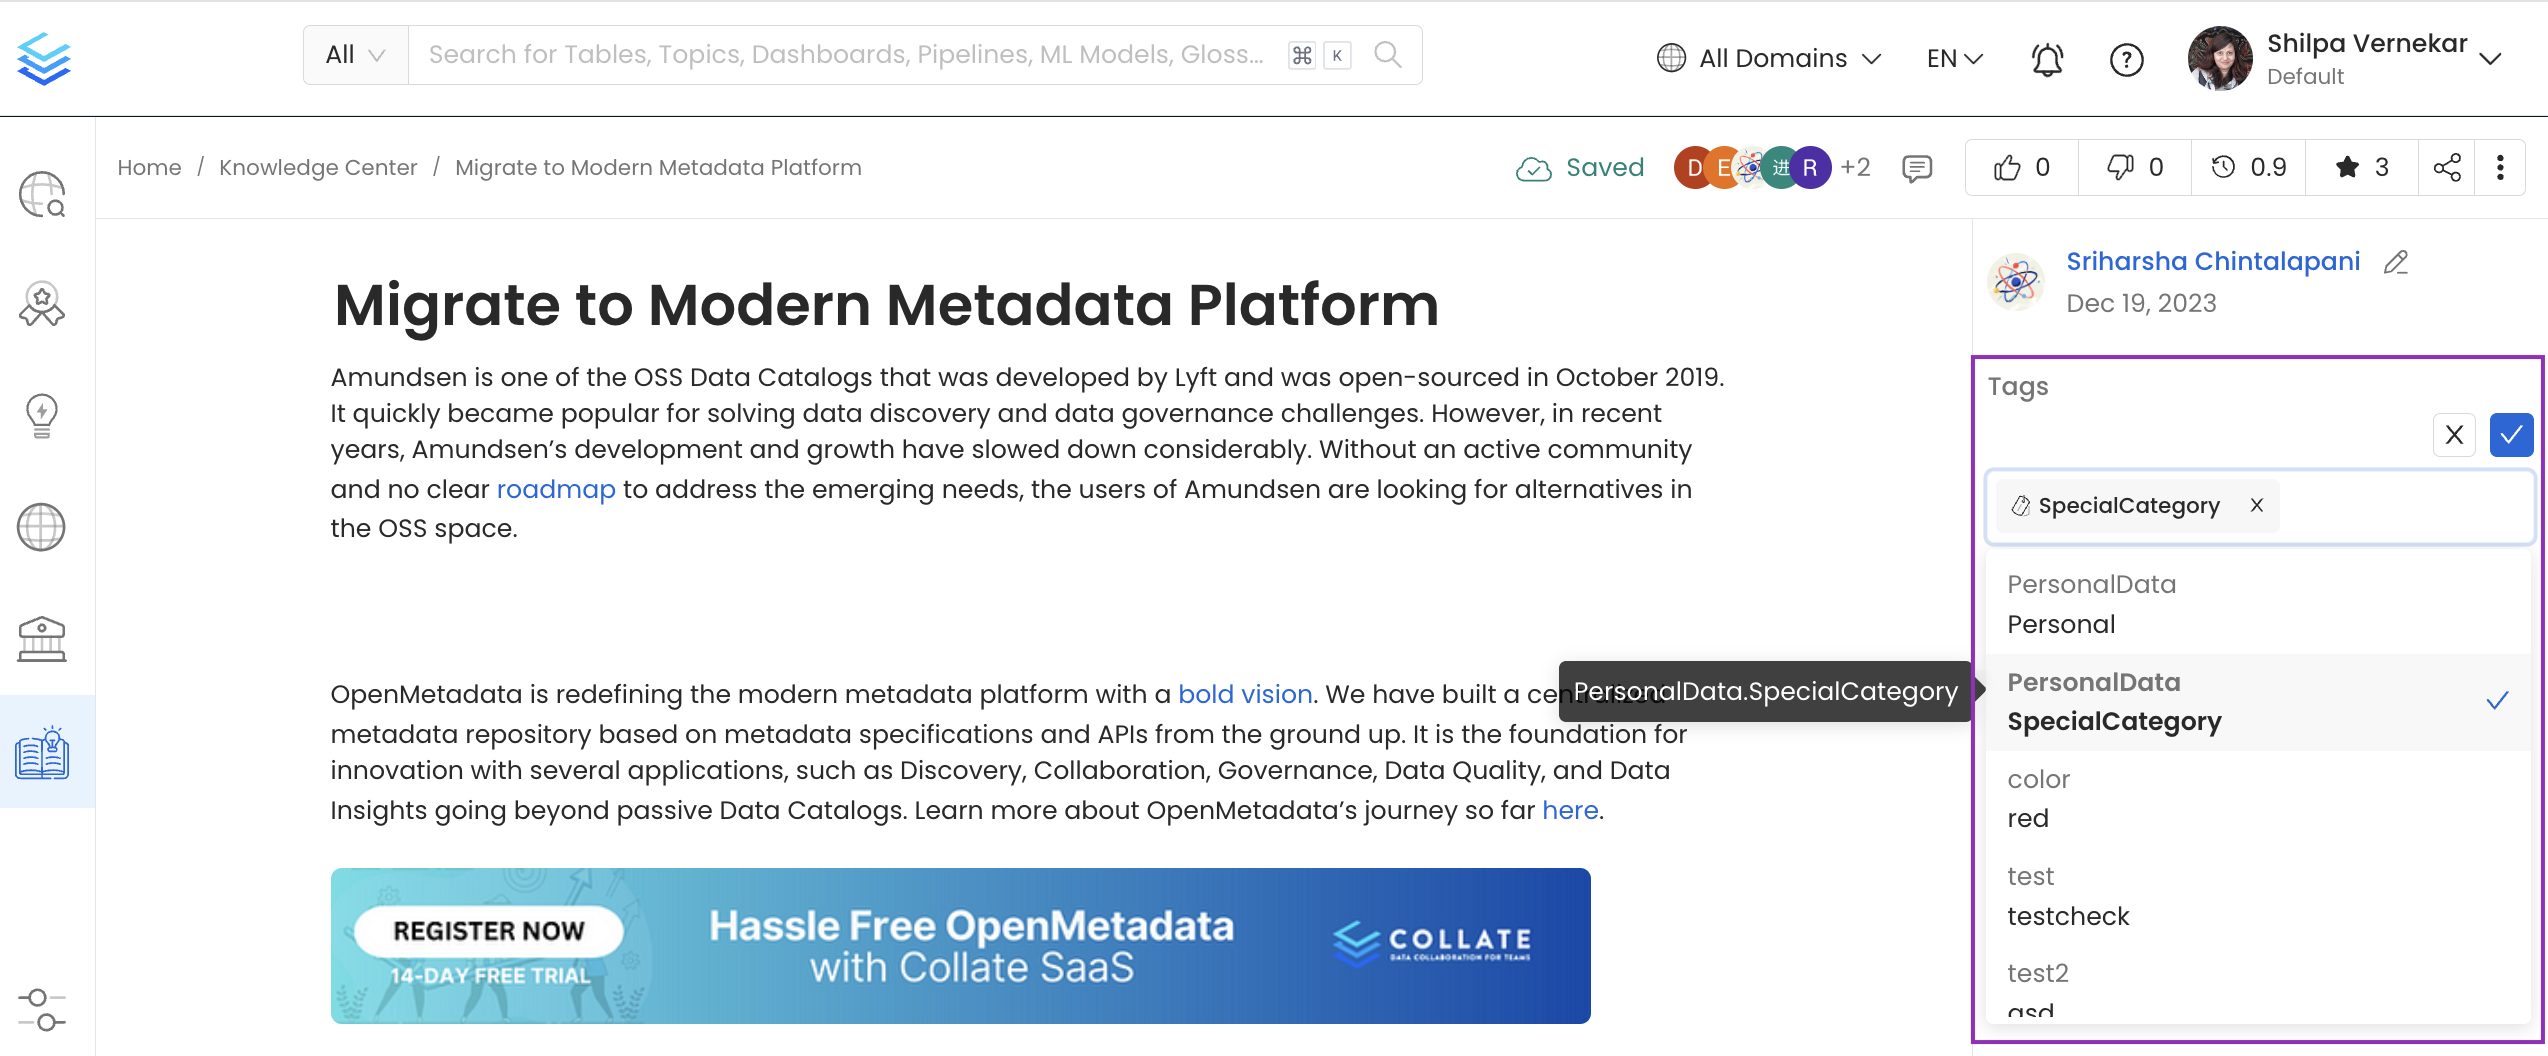 All
Search for Tables, Topics, Dashboards, Pipelines, ML Models, Gloss...
⌘ K
All Domains
EN
Shilpa Vernekar
Default
Home / Knowledge Center / Migrate to Modern Metadata Platform
Saved
D E 进 R +2
0
0
0.9
3
Migrate to Modern Metadata Platform
Amundsen is one of the OSS Data Catalogs that was developed by Lyft and was open-sourced in October 2019.
It quickly became popular for solving data discovery and data governance challenges. However, in recent
years, Amundsen’s development and growth have slowed down considerably. Without an active community
and no clear roadmap to address the emerging needs, the users of Amundsen are looking for alternatives in
the OSS space.
OpenMetadata is redefining the modern metadata platform with a bold vision. We have built a centralized
metadata repository based on metadata specifications and APIs from the ground up. It is the foundation for
innovation with several applications, such as Discovery, Collaboration, Governance, Data Quality, and Data
Insights going beyond passive Data Catalogs. Learn more about OpenMetadata’s journey so far here.
REGISTER NOW
14-DAY FREE TRIAL
Hassle Free OpenMetadata
with Collate SaaS
COLLATE
DATA COLLABORATION FOR TEAMS
Sriharsha Chintalapani
Dec 19, 2023
Tags
X
SpecialCategory X
PersonalData
Personal
PersonalData.SpecialCategory
PersonalData
SpecialCategory
color
red
test
testcheck
test2
asd